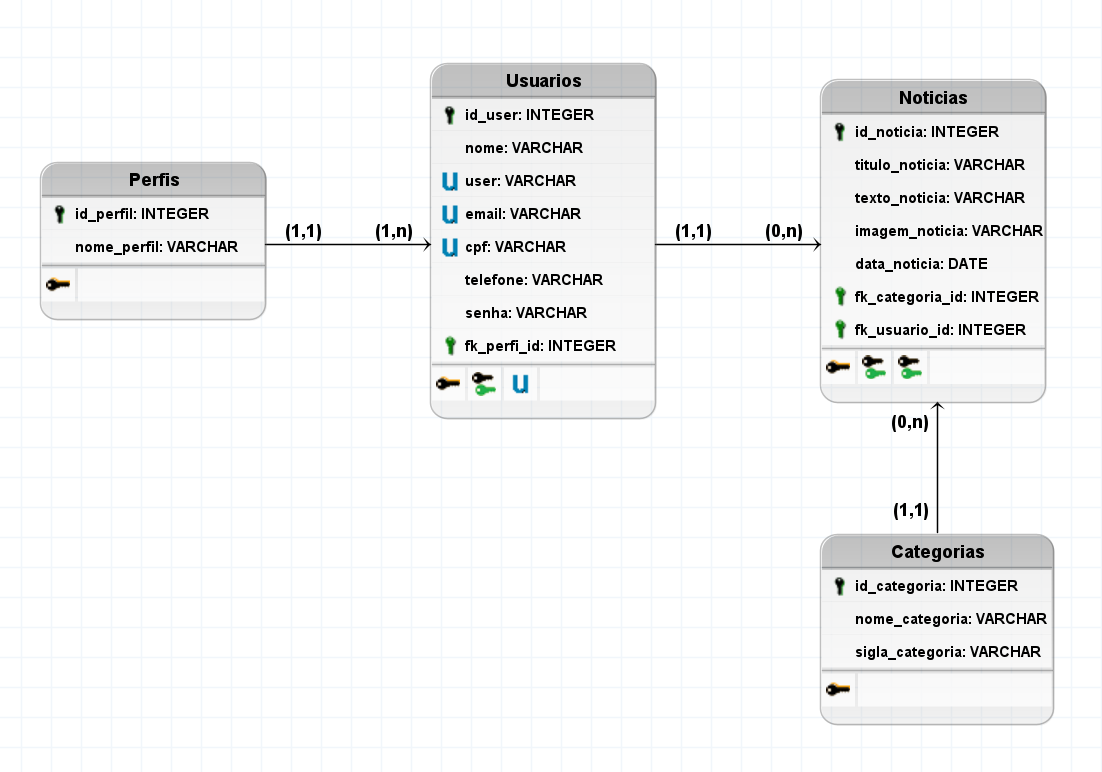 Perfis
id_perfil: INTEGER
nome_perfil: VARCHAR
(1,1)
(1,n)
Usuarios
id_user: INTEGER
nome: VARCHAR
user: VARCHAR
email: VARCHAR
cpf: VARCHAR
telefone: VARCHAR
senha: VARCHAR
fk_perfi_id: INTEGER
(1,1)
(0,n)
Noticias
id_noticia: INTEGER
titulo_noticia: VARCHAR
texto_noticia: VARCHAR
imagem_noticia: VARCHAR
data_noticia: DATE
fk_categoria_id: INTEGER
fk_usuario_id: INTEGER
(0,n)
(1,1)
Categorias
id_categoria: INTEGER
nome_categoria: VARCHAR
sigla_categoria: VARCHAR